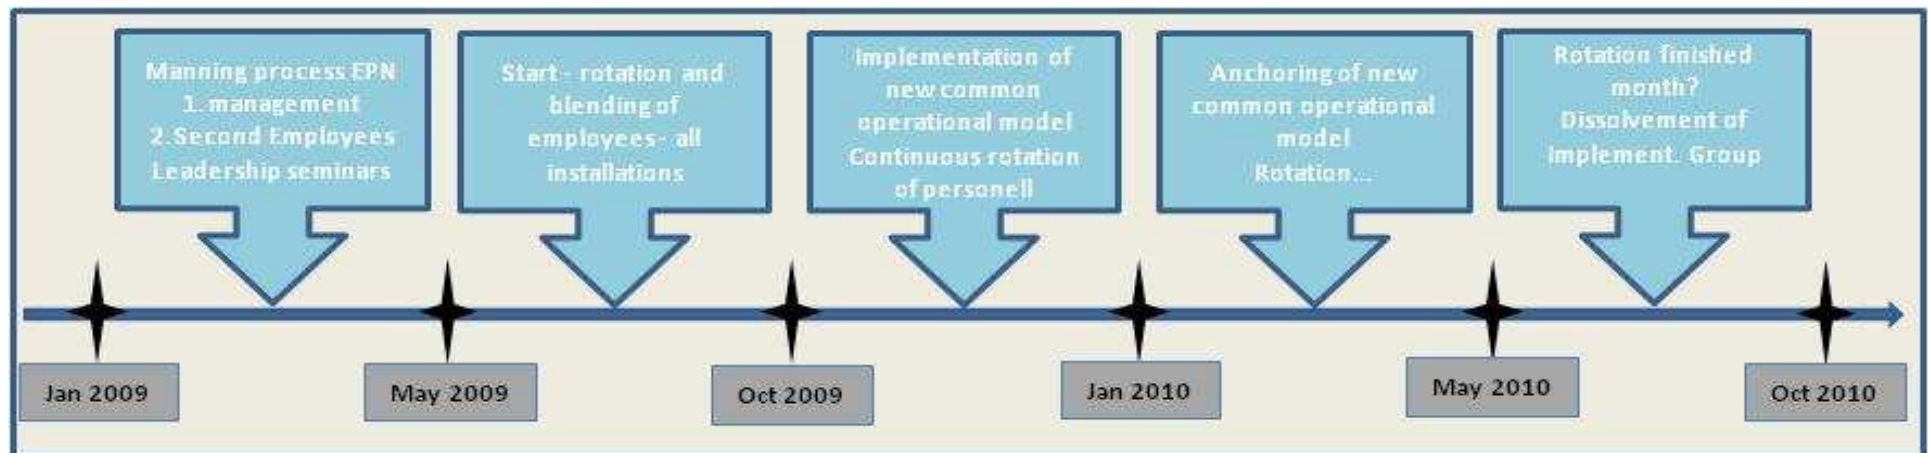 Manning process EPN
1. management
2.Second Employees
Leadership seminars
Start - rotation and
blending of
employees- all
installations
Implementation of
new common
operational model
Continuous rotation
of personell
Anchoring of new
common operational
model
Rotation...
Rotation finished
month?
Dissolvement of
Implement. Group
Jan 2009
May 2009
Oct 2009
Jan 2010
May 2010
Oct 2010